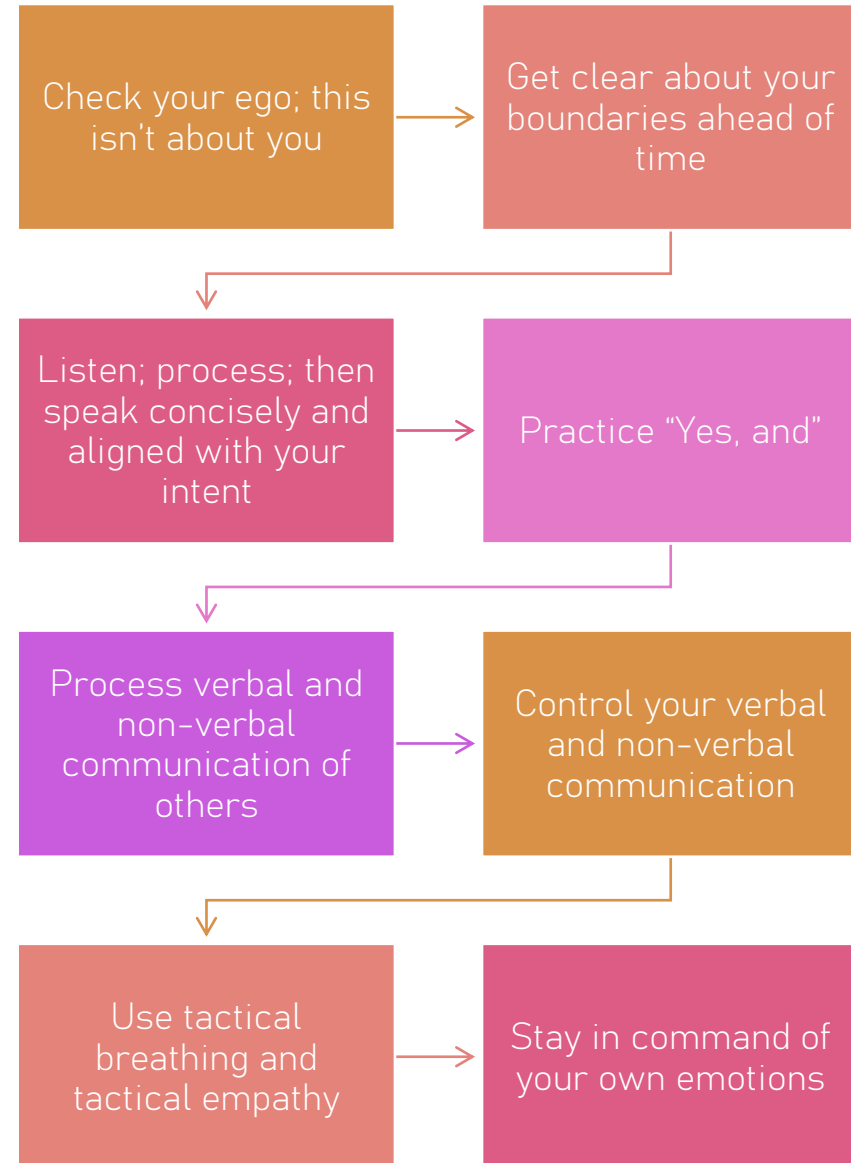 Check your ego; this
isn't about you
Get clear about your
boundaries ahead of
time
Listen; process; then
speak concisely and
aligned with your
intent
Practice “Yes, and”
Process verbal and
non-verbal
communication of
others
Control your verbal
and non-verbal
communication
Use tactical
breathing and
tactical empathy
Stay in command of
your own emotions